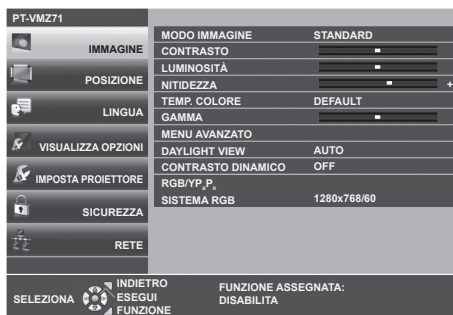 PT-VMZ71
IMMAGINE
POSIZIONE
LINGUA
VISUALIZZA OPZIONI
IMPOSTA PROIETTORE
SICUREZZA
RETE
MODO IMMAGINE STANDARD
CONTRASTO
LUMINOSITÀ
NITIDEZZA +
TEMP. COLORE DEFAULT
GAMMA
MENU AVANZATO
DAYLIGHT VIEW AUTO
CONTRASTO DINAMICO OFF
RGB/YPBPR
SISTEMA RGB 1280x768/60
SELEZIONA
INDIETRO
ESEGUI
FUNZIONE
FUNZIONE ASSEGNATA:
DISABILITA